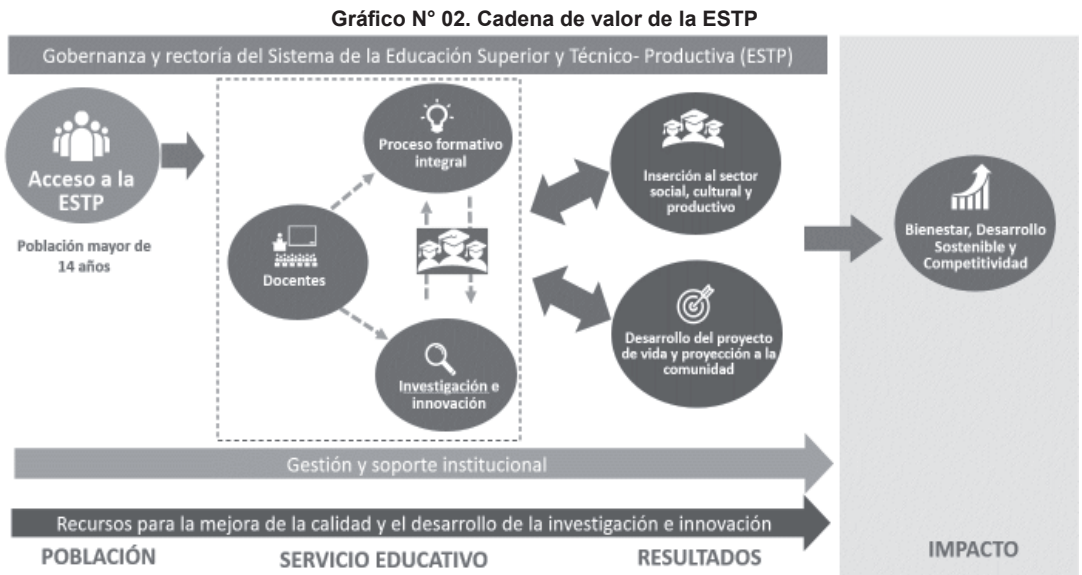 Gráfico N° 02. Cadena de valor de la ESTP
Gobernanza y rectoría del Sistema de la Educación Superior y Técnico- Productiva (ESTP)
Acceso a la
ESTP
Población mayor de
14 años
Proceso formativo
integral
Docentes
Investigación e
innovación
Inserción al sector
social, cultural y
productivo
Desarrollo del proyecto
de vida y proyección a la
comunidad
Bienestar, Desarrollo
Sostenible y
Competitividad
Gestión y soporte institucional
Recursos para la mejora de la calidad y el desarrollo de la investigación e innovación
POBLACIÓN
SERVICIO EDUCATIVO
RESULTADOS
IMPACTO